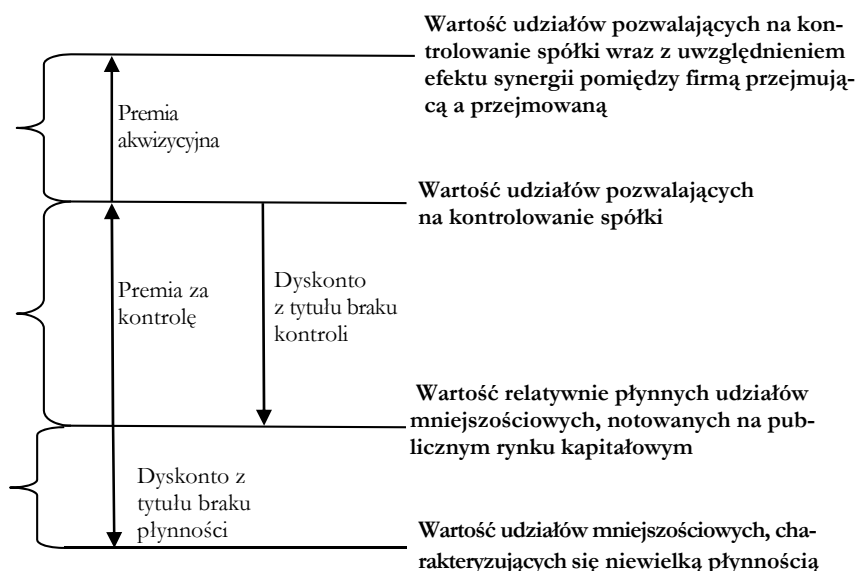 Wartość udziałów pozwalających na kon-
trolowanie spółki wraz z uwzględnieniem
efektu synergii pomiędzy firmą przejmują-
cą a przejmowaną
Premia
akwizycyjna
Wartość udziałów pozwalających
na kontrolowanie spółki
Premia za
kontrolę
Dyskonto
z tytułu braku
kontroli
Wartość relatywnie płynnych udziałów
mniejszościowych, notowanych na pub-
licznym rynku kapitałowym
Dyskonto z
tytułu braku
płynności
Wartość udziałów mniejszościowych, cha-
rakteryzujących się niewielką płynnością